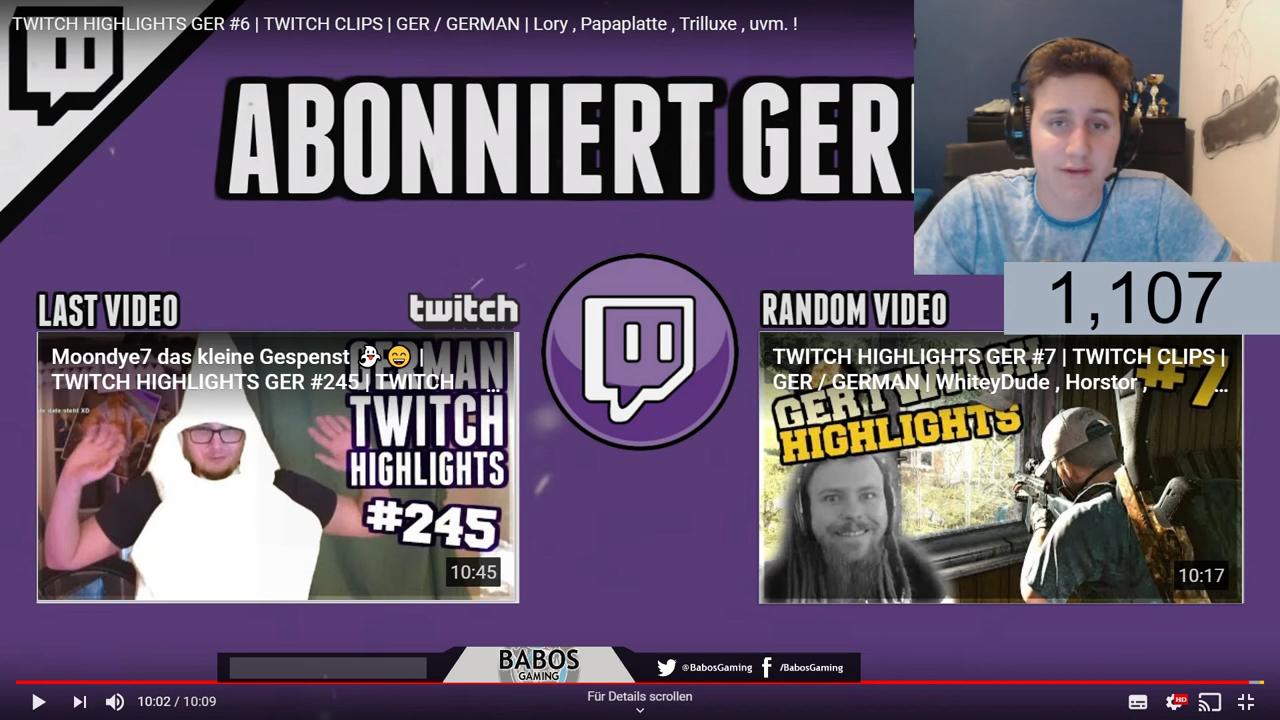 TWITCH HIGHLIGHTS GER #6 | TWITCH CLIPS | GER / GERMAN | Lory , Papaplatte , Trilluxe , uvm. !
ABONNIERT GER
1,107
LAST VIDEO
twitch
RANDOM VIDEO
Moondye7 das kleine Gespenst 👻😄 |
TWITCH HIGHLIGHTS GER #245 | TWITCH ...
GERMAN
TWITCH
HIGHLIGHTS
#245
10:45
TWITCH HIGHLIGHTS GER #7 | TWITCH CLIPS |
GER / GERMAN | WhiteyDude , Horstor , ...
GER TWITCH
HIGHLIGHTS
#7
10:17
BABOS
GAMING
@BabosGaming
/BabosGaming
10:02 / 10:09
Für Details scrollen
HD